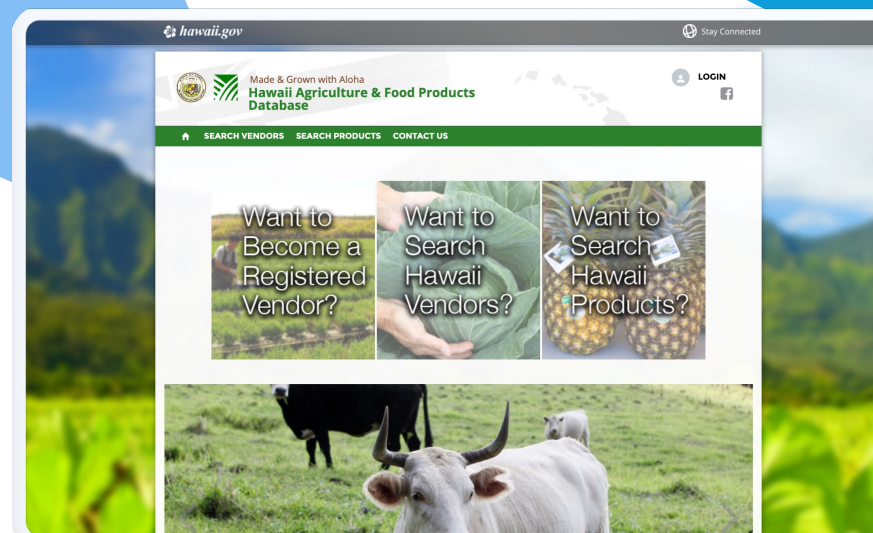 hawaii.gov
Stay Connected
Made & Grown with Aloha
Hawaii Agriculture & Food Products
Database
LOGIN
SEARCH VENDORS SEARCH PRODUCTS CONTACT US
Want to
Become a
Registered
Vendor?
Want to
Search
Hawaii
Vendors?
Want to
Search
Hawaii
Products?